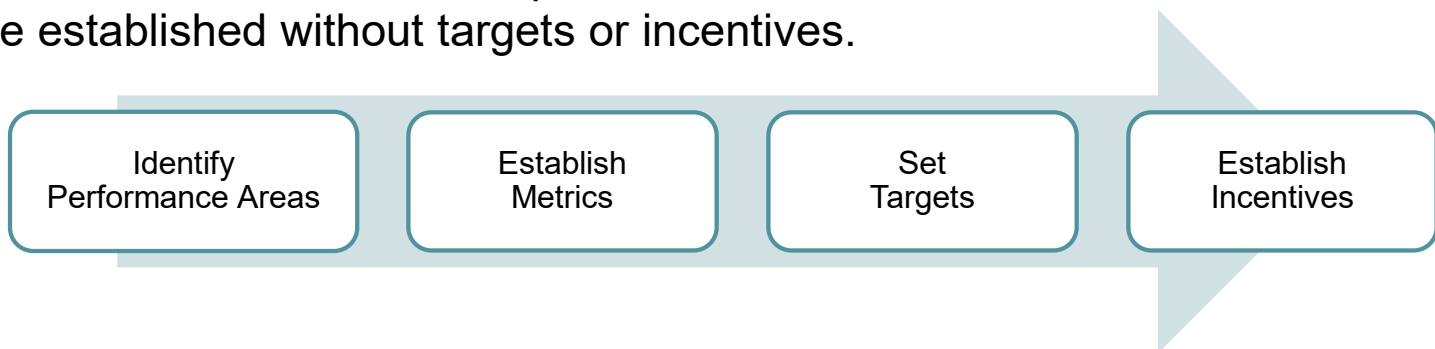 e established without targets or incentives.
Identify
Performance Areas
Establish
Metrics
Set
Targets
Establish
Incentives